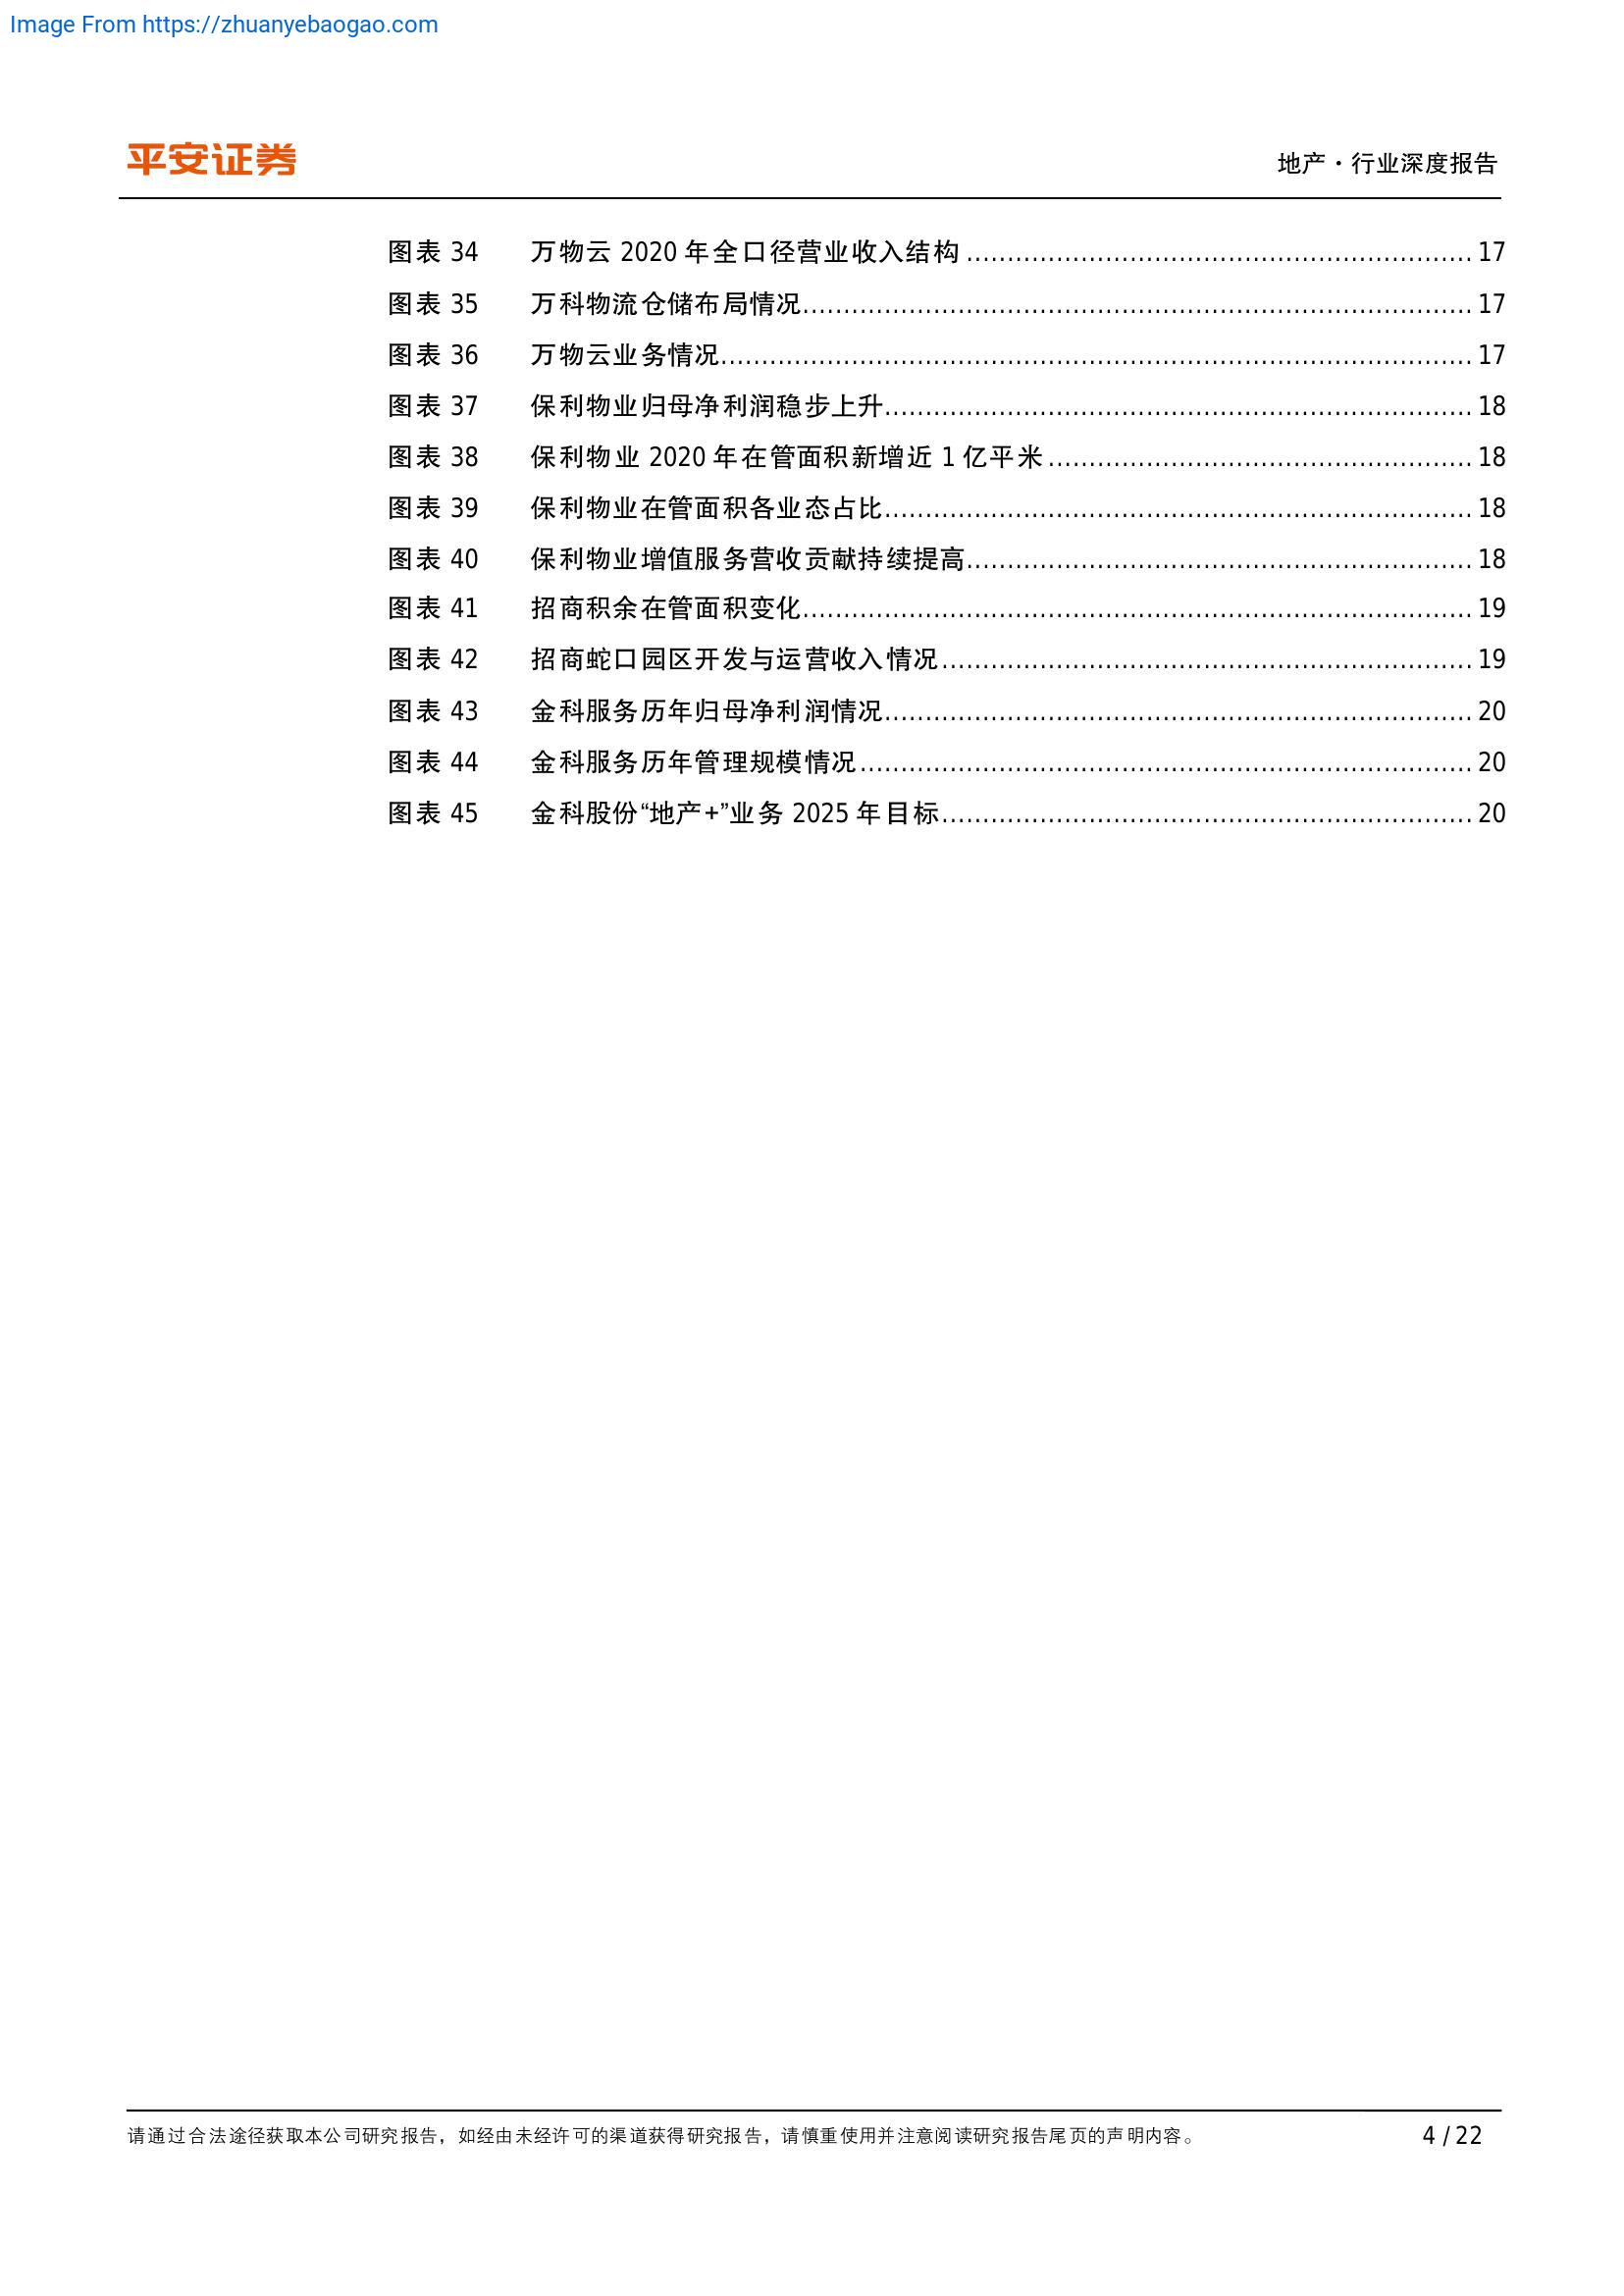 Image From https://zhuanyebaogao.com
平安证券
地产·行业深度报告
图表 34 万物云 2020 年全口径营业收入结构 17
图表 35 万科物流仓储布局情况 17
图表 36 万物云业务情况 17
图表 37 保利物业归母净利润稳步上升 18
图表 38 保利物业 2020 年在管面积新增近 1 亿平米 18
图表 39 保利物业在管面积各业态占比 18
图表 40 保利物业增值服务营收贡献持续提高 18
图表 41 招商积余在管面积变化 19
图表 42 招商蛇口园区开发与运营收入情况 19
图表 43 金科服务历年归母净利润情况 20
图表 44 金科服务历年管理规模情况 20
图表 45 金科股份“地产+”业务 2025 年目标 20
请通过合法途径获取本公司研究报告，如经由未经许可的渠道获得研究报告，请慎重使用并注意阅读研究报告尾页的声明内容。 4 / 22